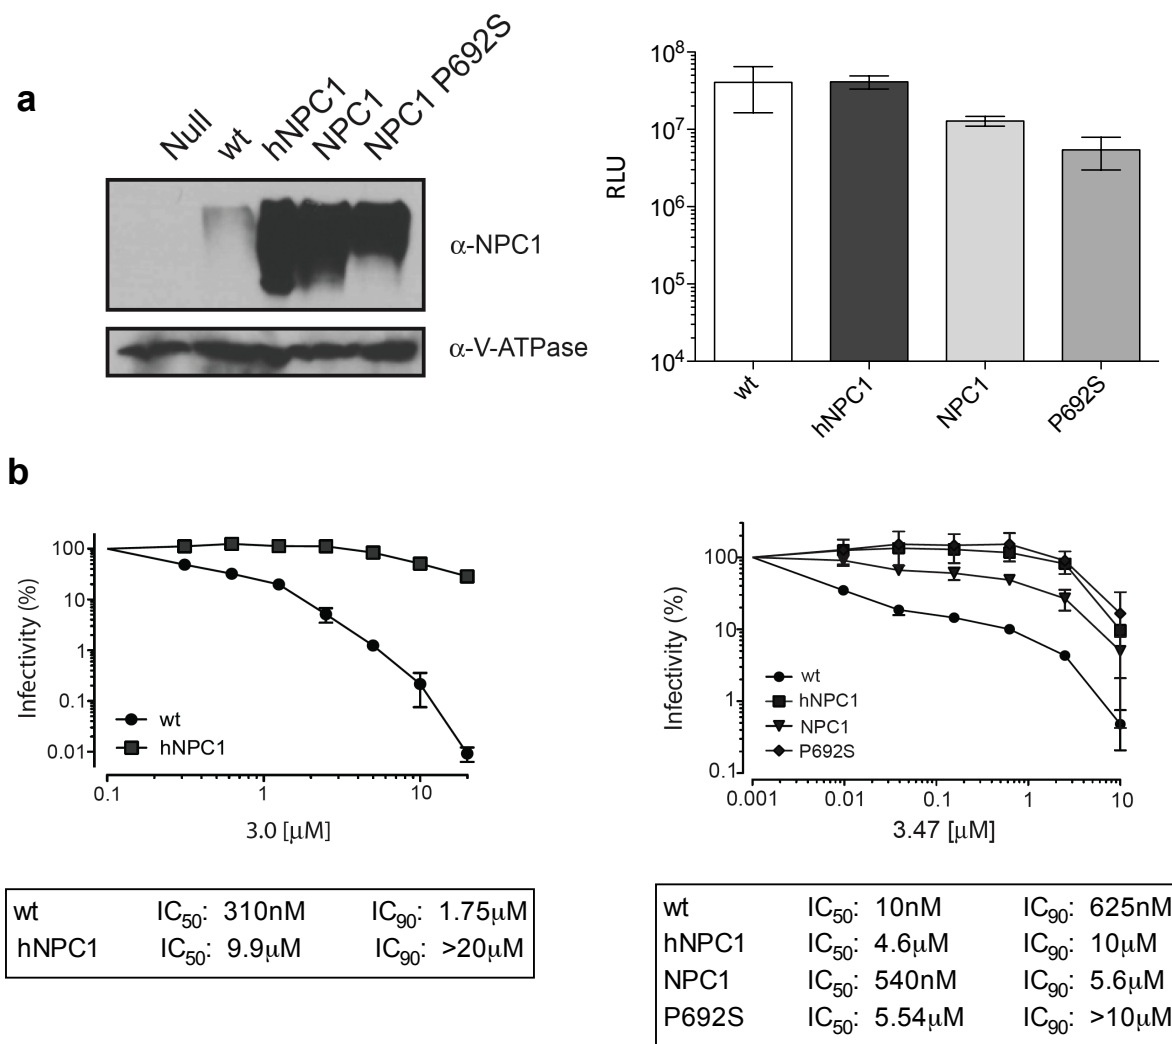 a
Null
wt
hNPC1
NPC1
NPC1 P692S
α-NPC1
α-V-ATPase
RLU
10⁸
10⁷
10⁶
10⁵
10⁴
wt
hNPC1
NPC1
P692S
b
Infectivity (%)
100
10
1
0.1
0.01
wt
hNPC1
0.1
1
10
3.0 [μM]
wt IC₅₀: 310nM IC₉₀: 1.75μM
hNPC1 IC₅₀: 9.9μM IC₉₀: >20μM
Infectivity (%)
100
10
1
0.1
wt
hNPC1
NPC1
P692S
0.001
0.01
0.1
1
10
3.47 [μM]
wt IC₅₀: 10nM IC₉₀: 625nM
hNPC1 IC₅₀: 4.6μM IC₉₀: 10μM
NPC1 IC₅₀: 540nM IC₉₀: 5.6μM
P692S IC₅₀: 5.54μM IC₉₀: >10μM